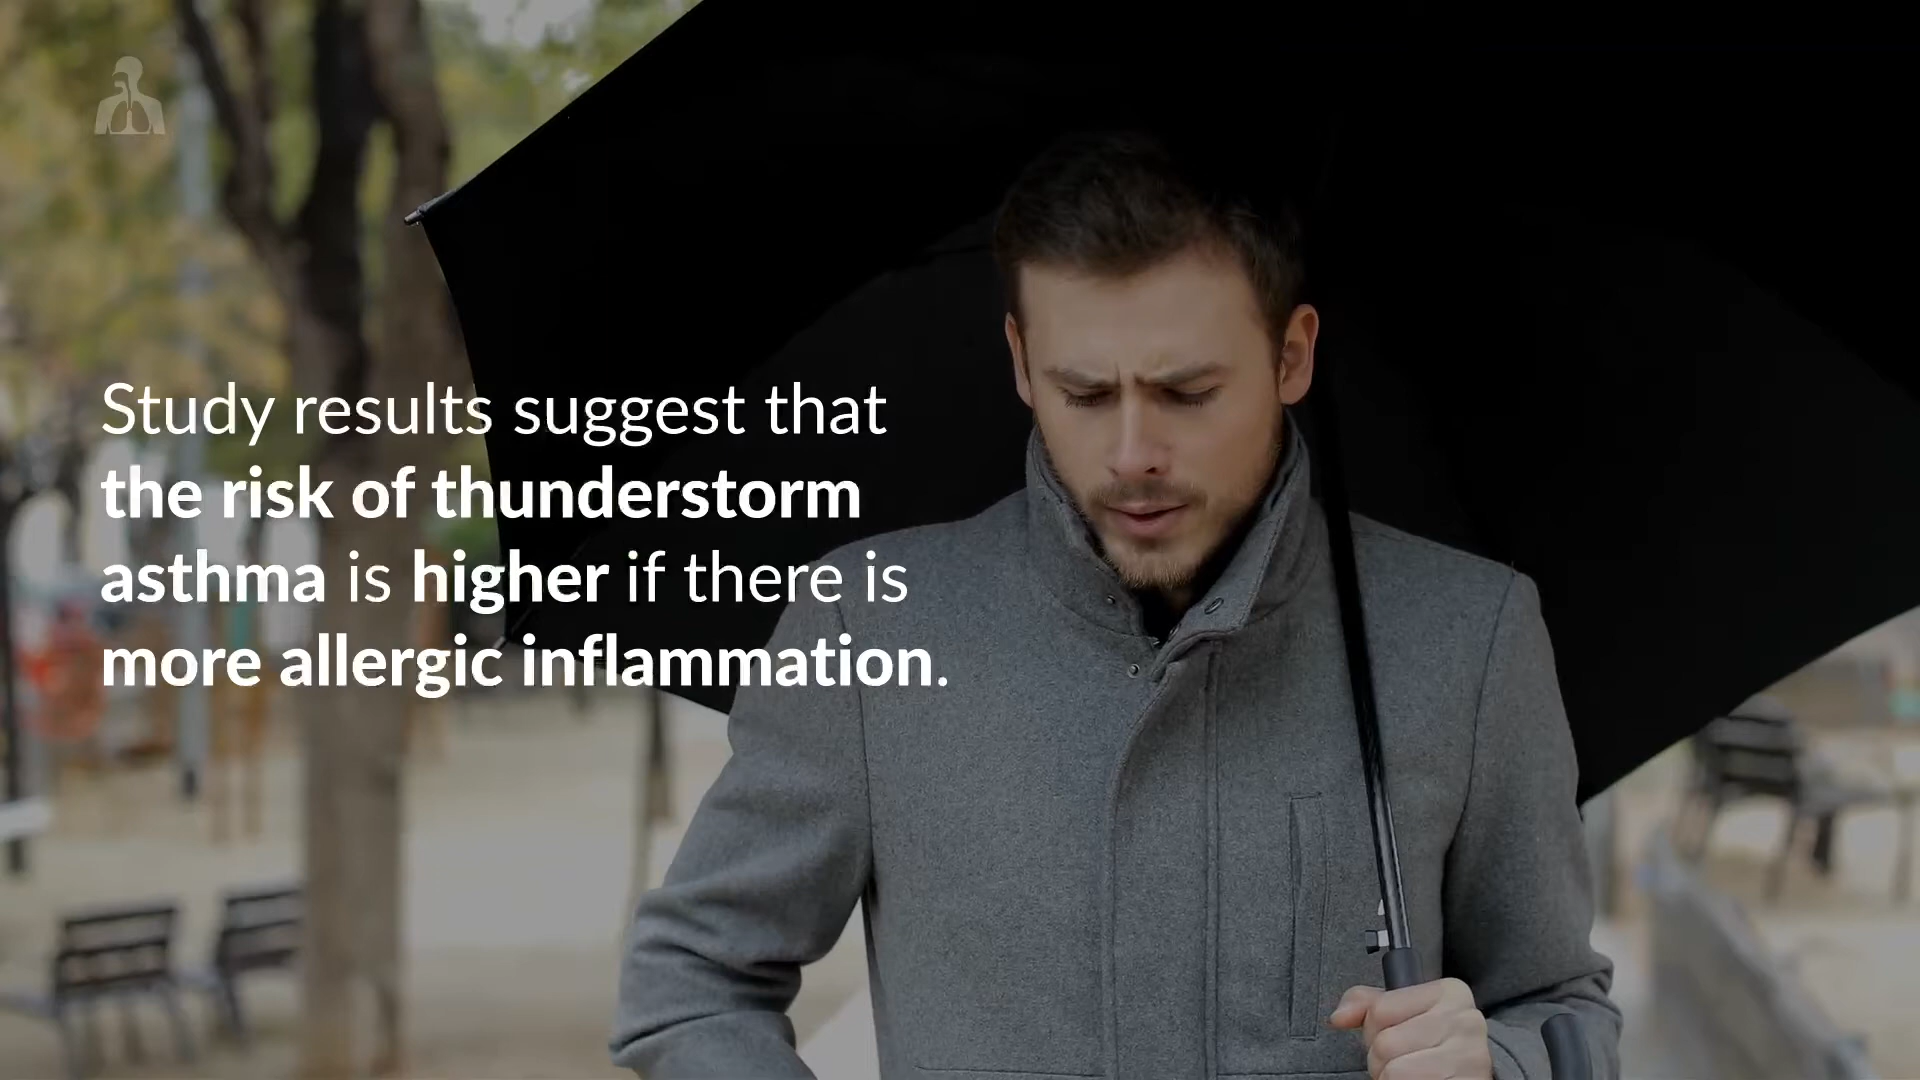 Study results suggest that
the risk of thunderstorm
asthma is higher if there is
more allergic inflammation.